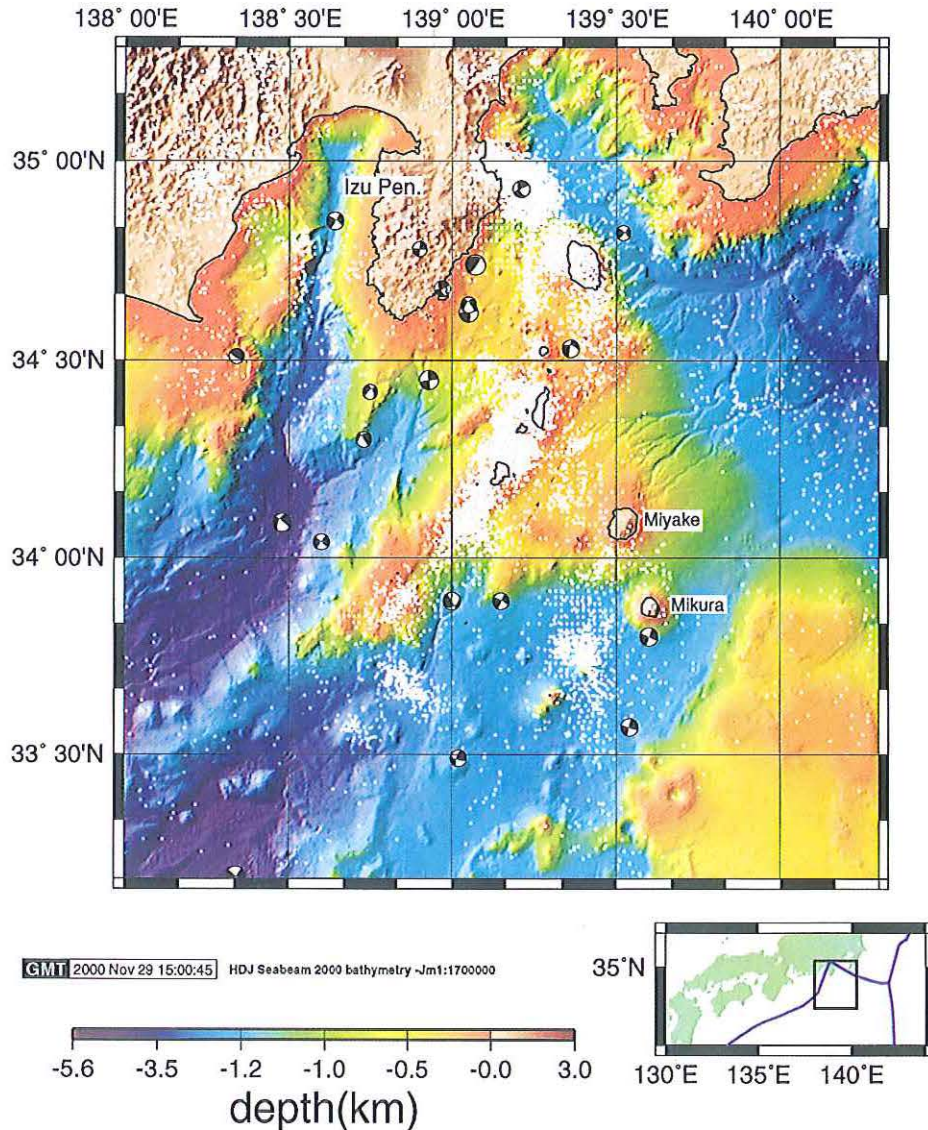 138˚ 00'E 138˚ 30'E 139˚ 00'E 139˚ 30'E 140˚ 00'E
35˚ 00'N
Izu Pen.
34˚ 30'N
Miyake
34˚ 00'N
Mikura
33˚ 30'N
GMT 2000 Nov 29 15:00:45 HDJ Seabeam 2000 bathymetry -Jm1:1700000
35˚N
-5.6 -3.5 -1.2 -1.0 -0.5 -0.0 3.0
130˚E 135˚E 140˚E
depth(km)